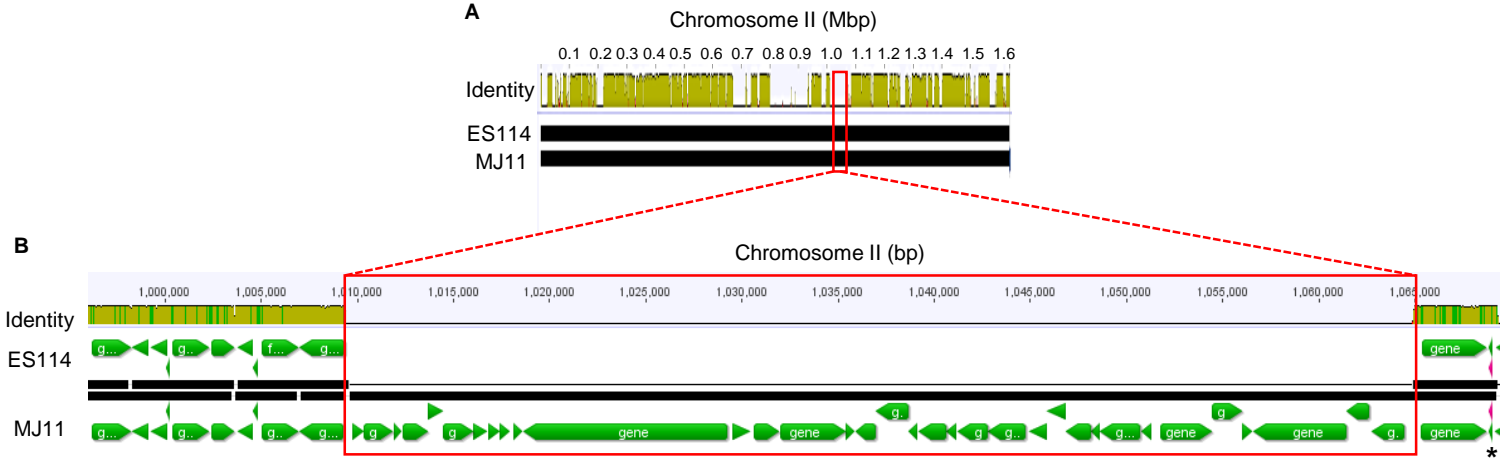 A
Chromosome II (Mbp)
0.1 0.2 0.3 0.4 0.5 0.6 0.7 0.8 0.9 1.0 1.1 1.2 1.3 1.4 1.5 1.6
Identity
ES114
MJ11
B
Chromosome II (bp)
1,000,000 1,005,000 1,010,000 1,015,000 1,020,000 1,025,000 1,030,000 1,035,000 1,040,000 1,045,000 1,050,000 1,055,000 1,060,000 1,065,000
Identity
ES114
g... g.. f... g... gene
g. g
MJ11
g... g.. g.. g... g g gene gene g g.. g... gene gene g. gene
*